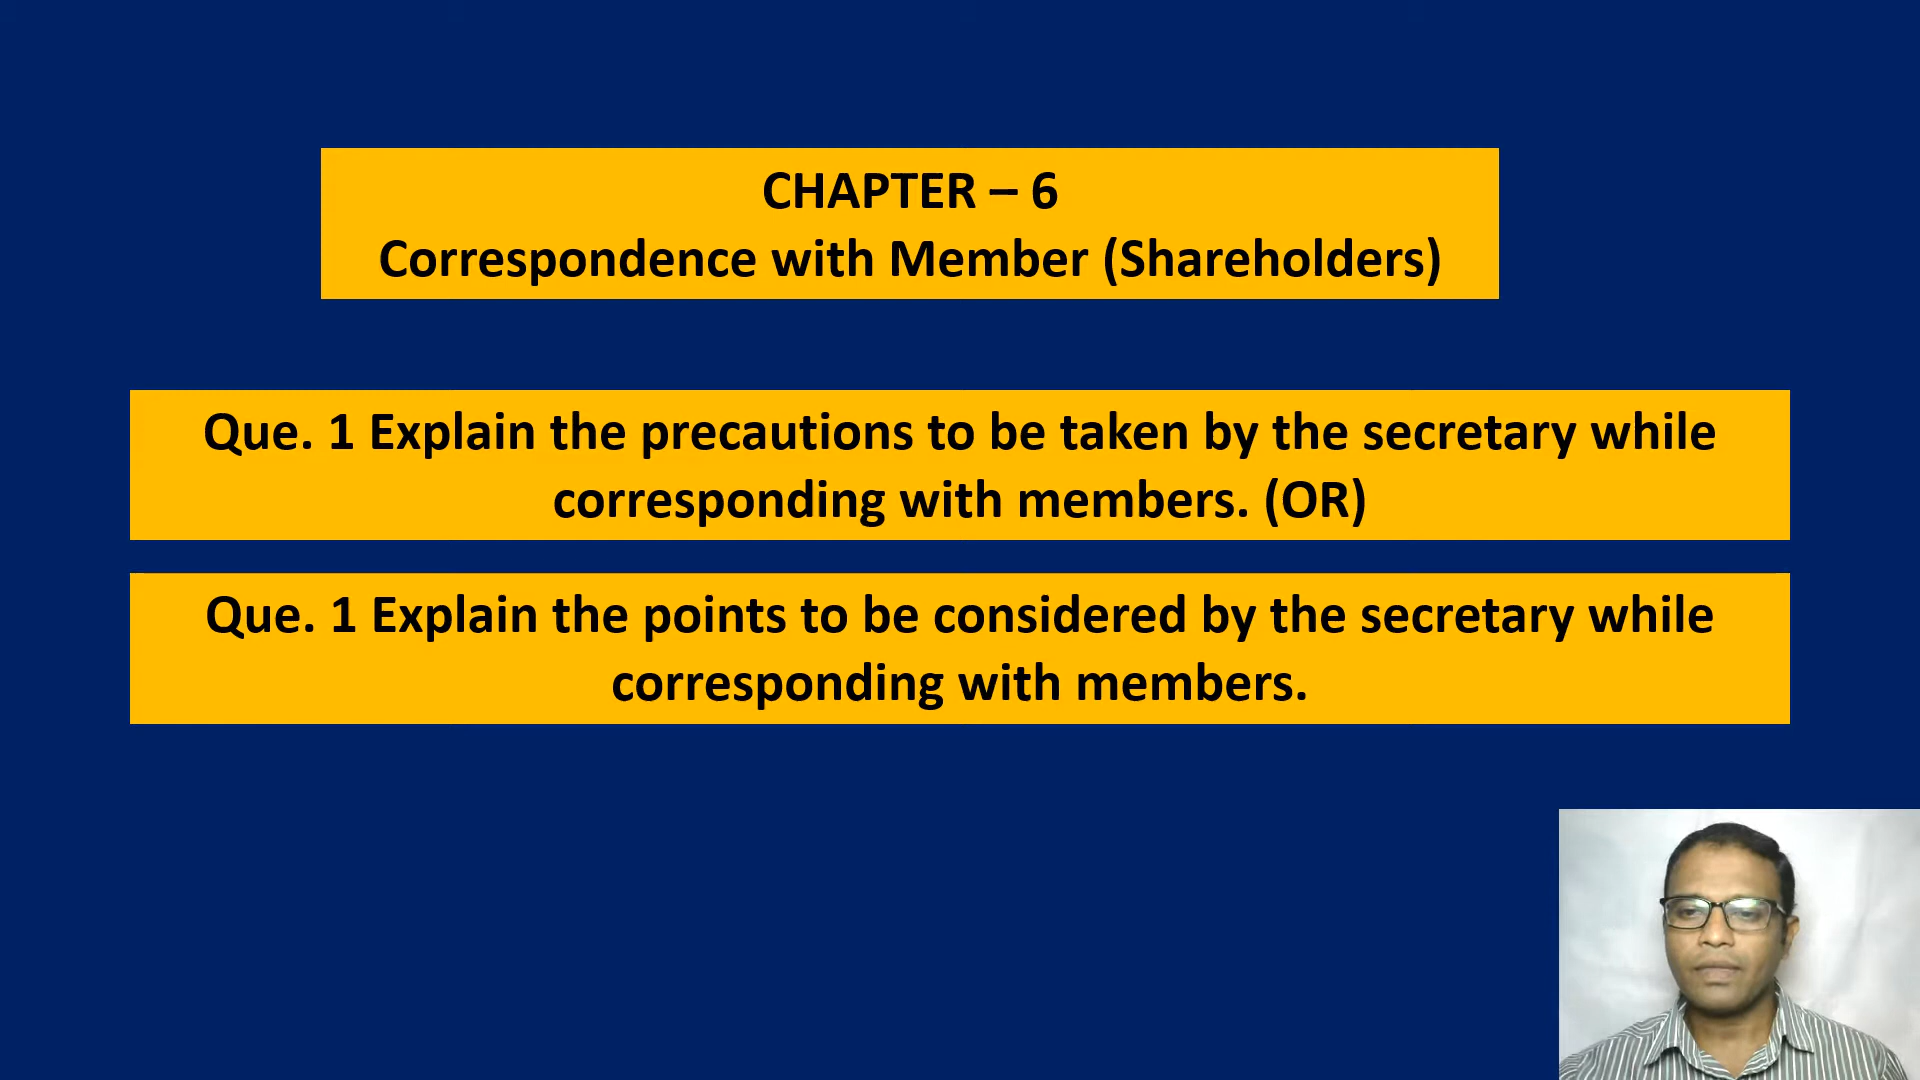 CHAPTER – 6
Correspondence with Member (Shareholders)
Que. 1 Explain the precautions to be taken by the secretary while
corresponding with members. (OR)
Que. 1 Explain the points to be considered by the secretary while
corresponding with members.